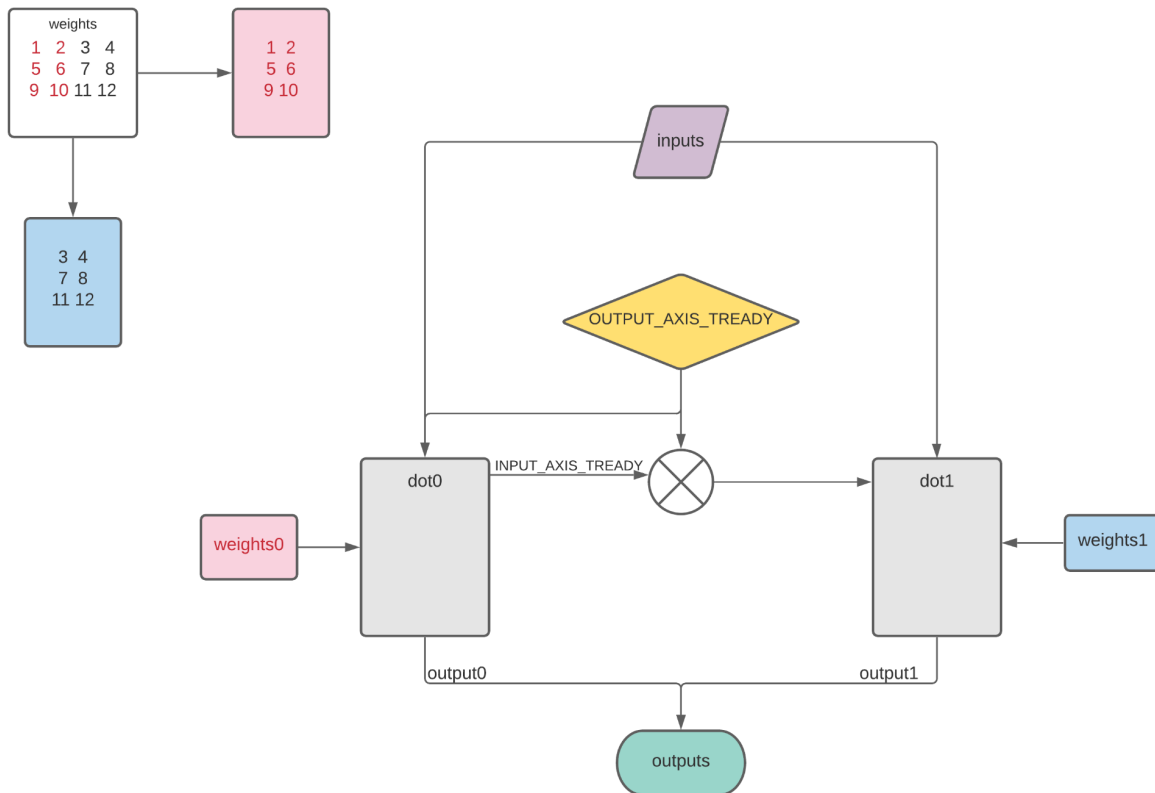 weights
1 2 3 4
5 6 7 8
9 10 11 12
1 2
5 6
9 10
3 4
7 8
11 12
inputs
OUTPUT_AXIS_TREADY
INPUT_AXIS_TREADY
dot0
dot1
weights0
weights1
output0
output1
outputs